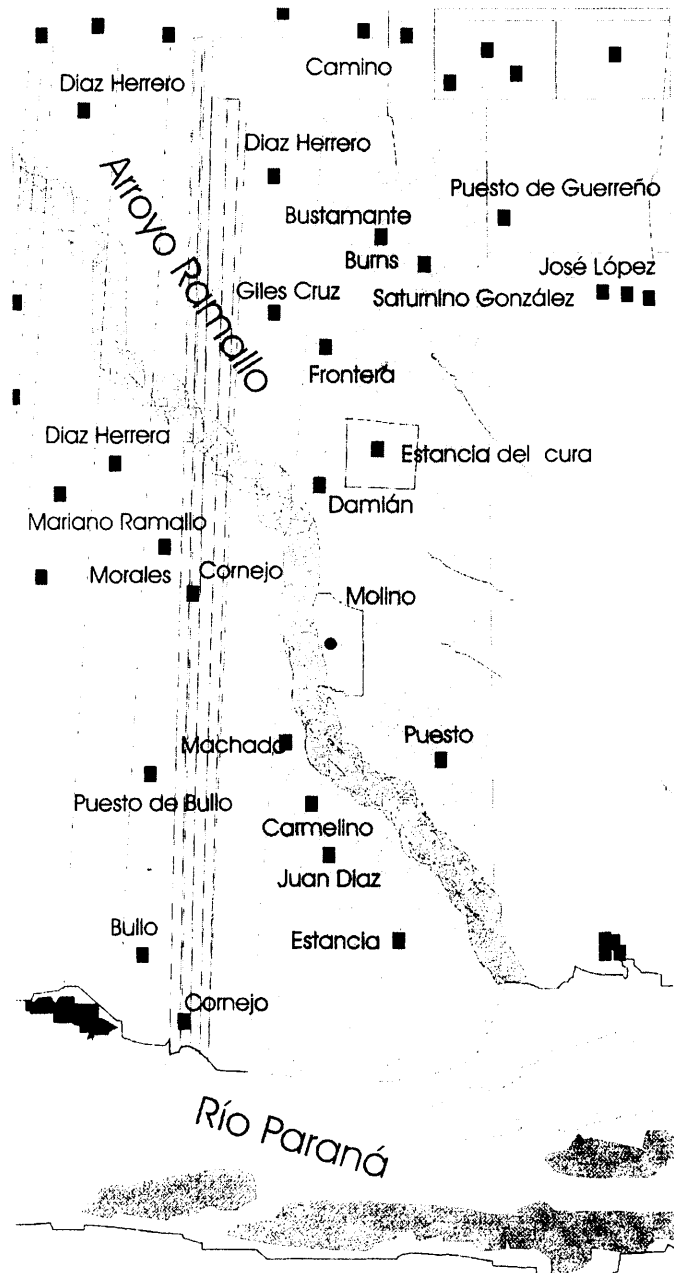 Camino
Diaz Herrero
Diaz Herrero
Arroyo Ramallo
Puesto de Guerreño
Bustamante
Burns
José López
Giles Cruz
Saturnino González
Frontera
Diaz Herrera
Estancia del cura
Damián
Mariano Ramallo
Morales
Cornejo
Molino
Machado
Puesto
Puesto de Bullo
Carmelino
Juan Diaz
Bullo
Estancia
Cornejo
Río Paraná